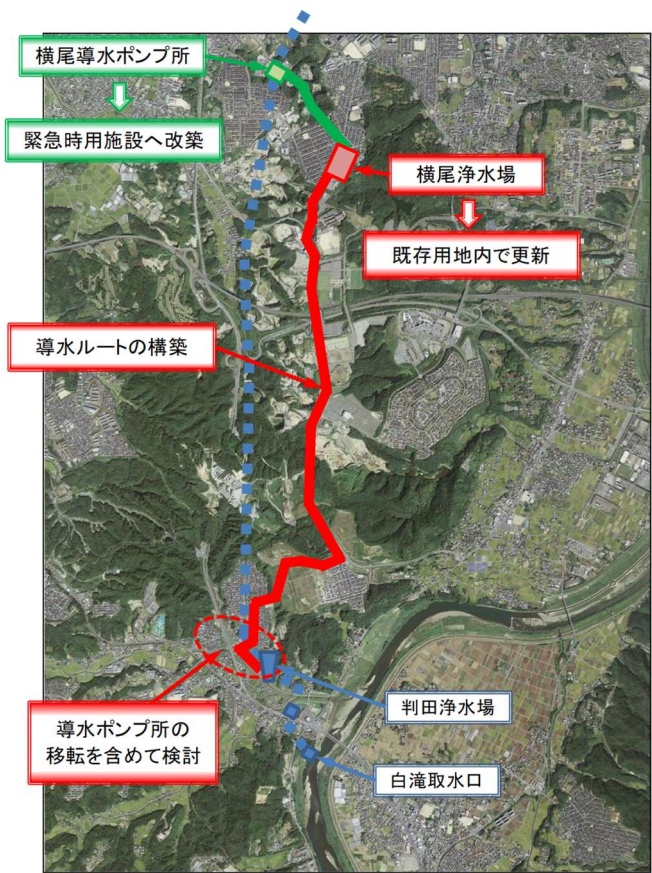 横尾導水ポンプ所
緊急時用施設へ改築
横尾浄水場
既存用地内で更新
導水ルートの構築
判田浄水場
導水ポンプ所の
移転を含めて検討
白滝取水口